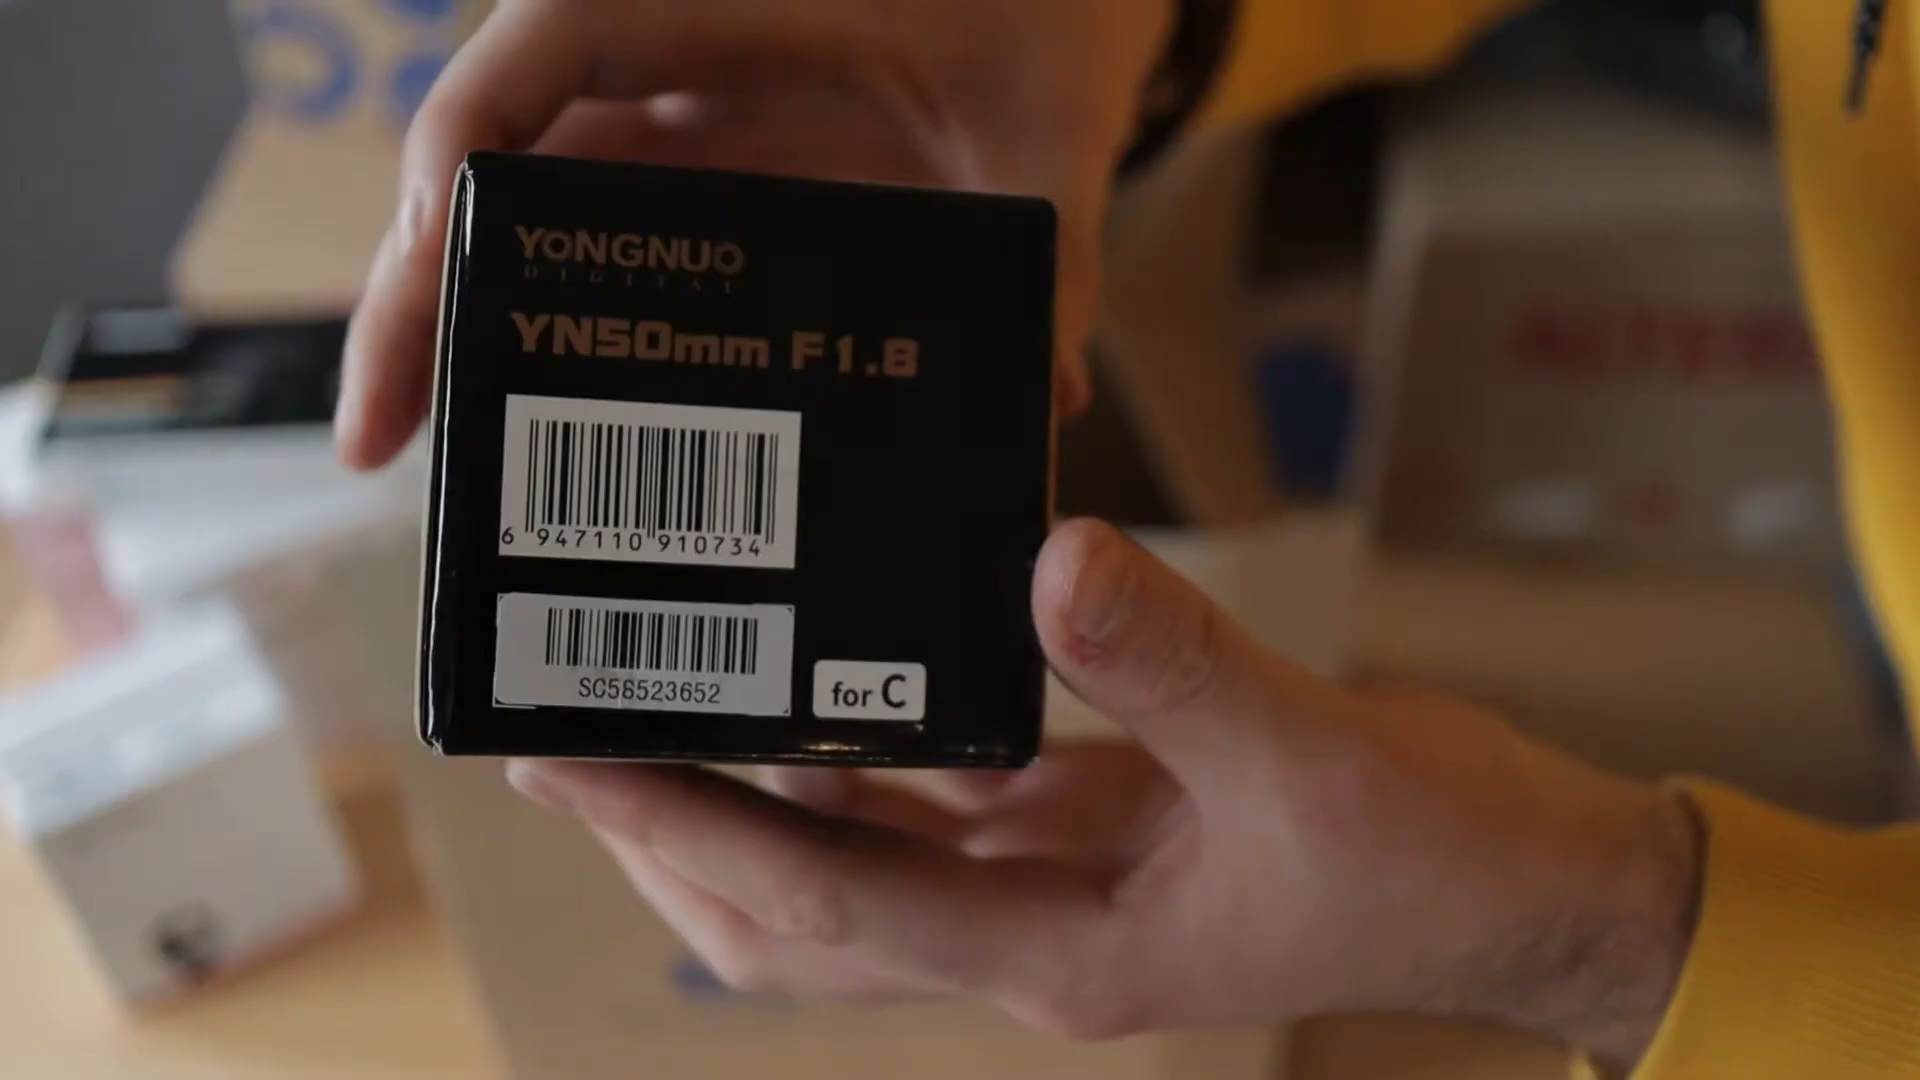 YONGNUO
DIGITAL
YN50mm F1.8
6 947110 910734
SC58523652
for C